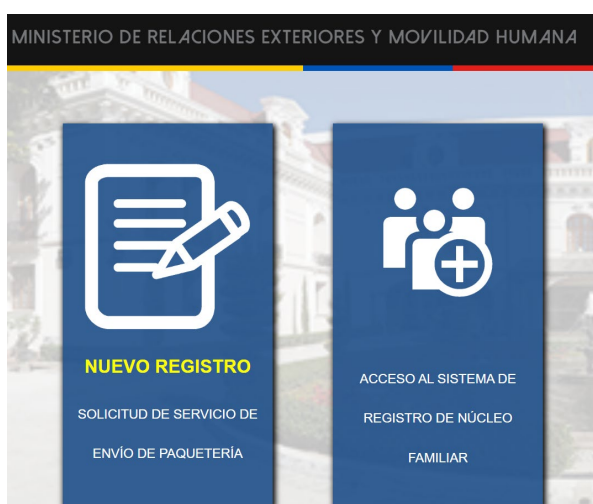 MINISTERIO DE RELACIONES EXTERIORES Y MOVILIDAD HUMANA
NUEVO REGISTRO
SOLICITUD DE SERVICIO DE
ENVÍO DE PAQUETERÍA
ACCESO AL SISTEMA DE
REGISTRO DE NÚCLEO
FAMILIAR